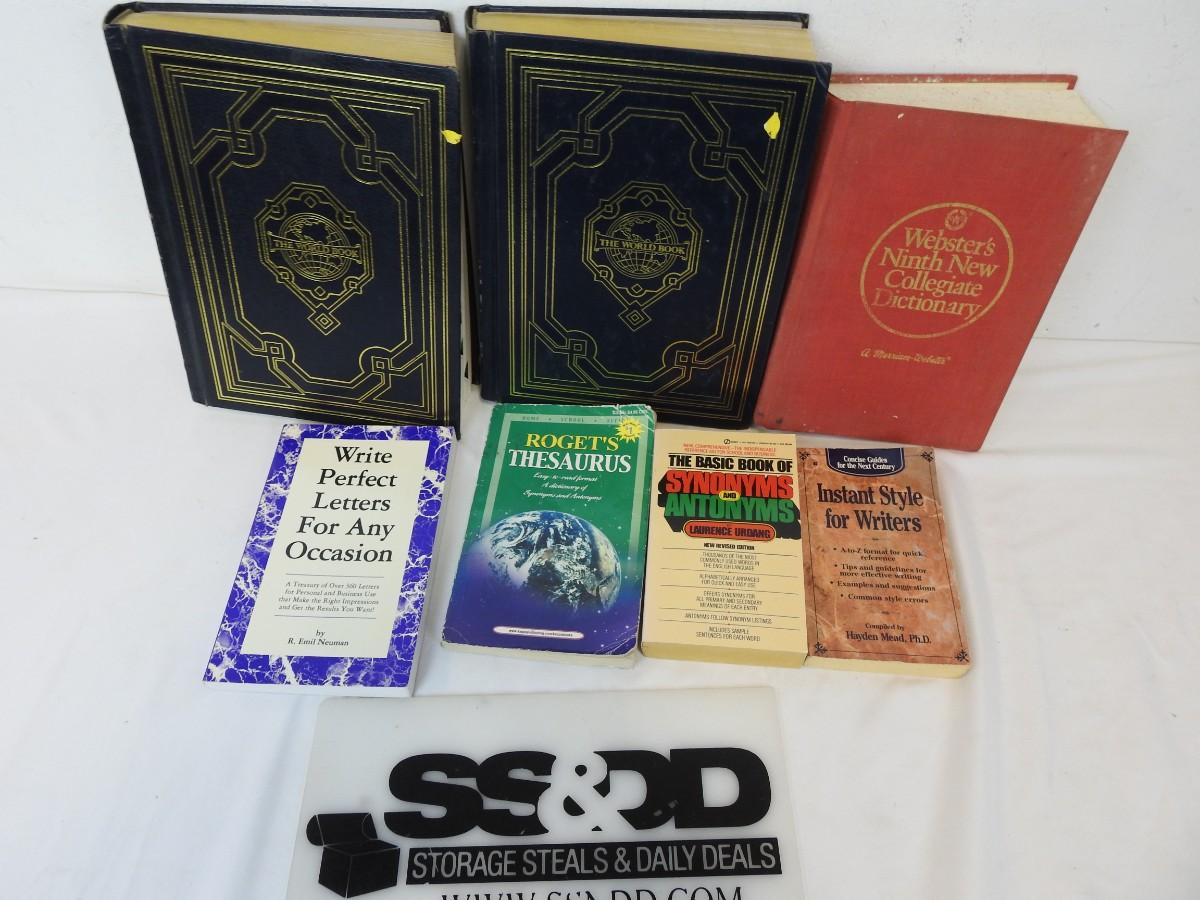 THE WORLD BOOK
THE WORLD BOOK
Webster's
Ninth New
Collegiate
Dictionary
a Merriam-Webster®
Write
Perfect
Letters
For Any
Occasion
A Treasury of Over 500 Letters
for Personal and Business Use
that Make the Right Impressions
and Get the Results You Want!
by
R. Emil Neuman
HOME • SCHOOL •
ROGET'S
THESAURUS
Easy-to-read format
A dictionary of
Synonyms and Antonyms
THE BASIC BOOK OF
SYNONYMS
AND
ANTONYMS
LAURENCE URDANG
NEW REVISED EDITION
THOUSANDS OF THE MOST
COMMONLY USED WORDS IN
THE ENGLISH LANGUAGE
ALPHABETICALLY ARRANGED
FOR QUICK AND EASY USE
OFFERS SYNONYMS FOR
ALL PRIMARY AND SECONDARY
MEANINGS OF EACH ENTRY
ANTONYMS FOLLOW SYNONYM LISTINGS
INCLUDES SAMPLE
SENTENCES FOR EACH WORD
Concise Guides
for the Next Century
Instant Style
for Writers
• A-to-Z format for quick
reference
• Tips and guidelines for
more effective writing
• Examples and suggestions
• Common style errors
Compiled by
Hayden Mead, Ph.D.
SS&DD
STORAGE STEALS & DAILY DEALS
WWW.SSNDD.COM